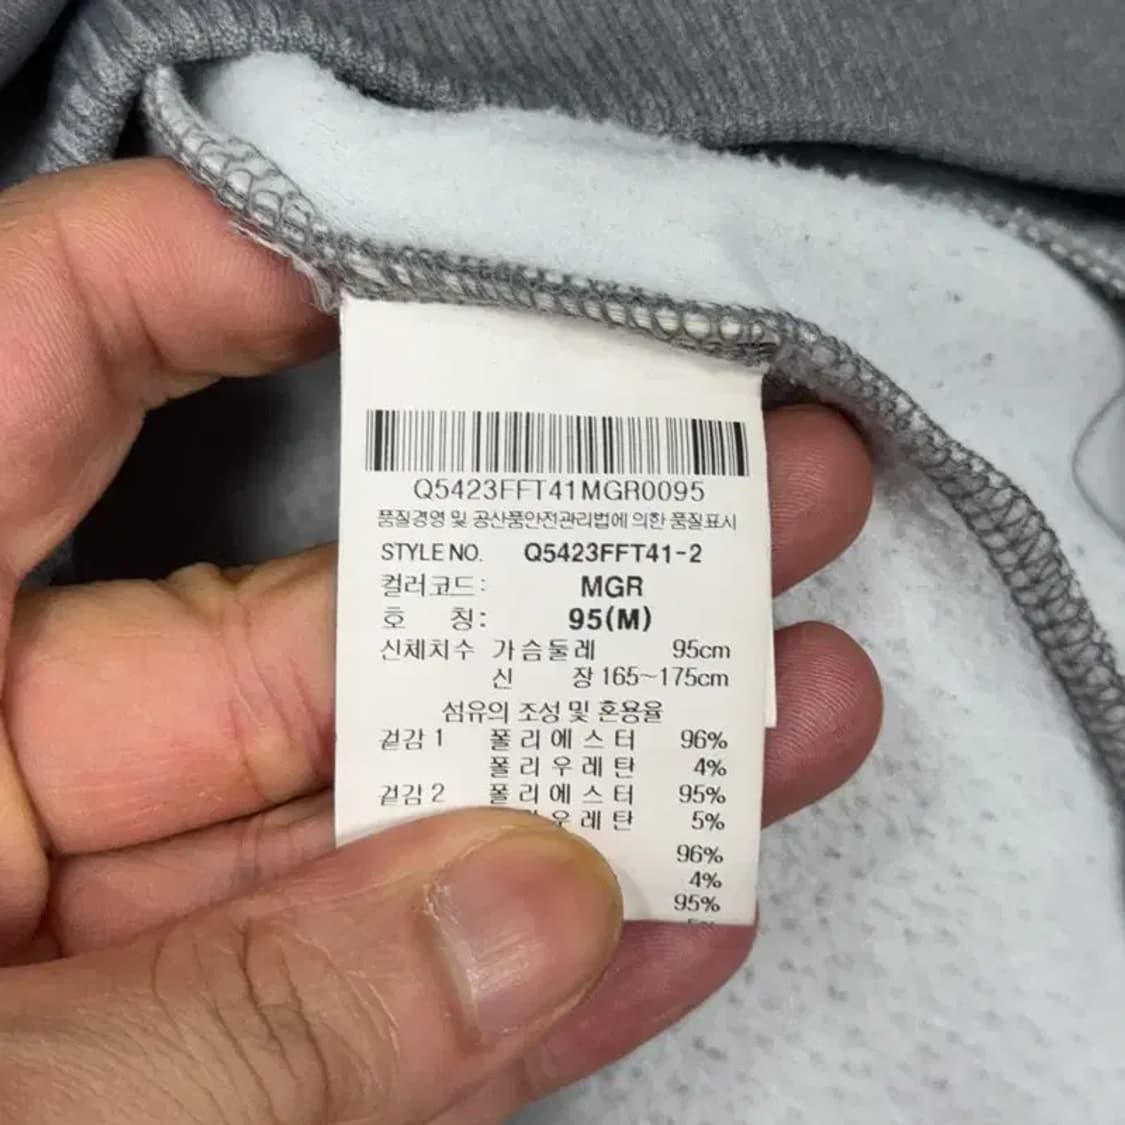 Q5423FFT41MGR0095
품질경영 및 공산품안전관리법에 의한 품질표시
STYLE NO. Q5423FFT41-2
컬러코드: MGR
호 칭: 95(M)
신체치수 가슴둘레 95cm
신 장 165~175cm
섬유의 조성 및 혼용율
겉감1 폴리에스터 96%
폴리우레탄 4%
겉감2 폴리에스터 95%
우레탄 5%
96%
4%
95%